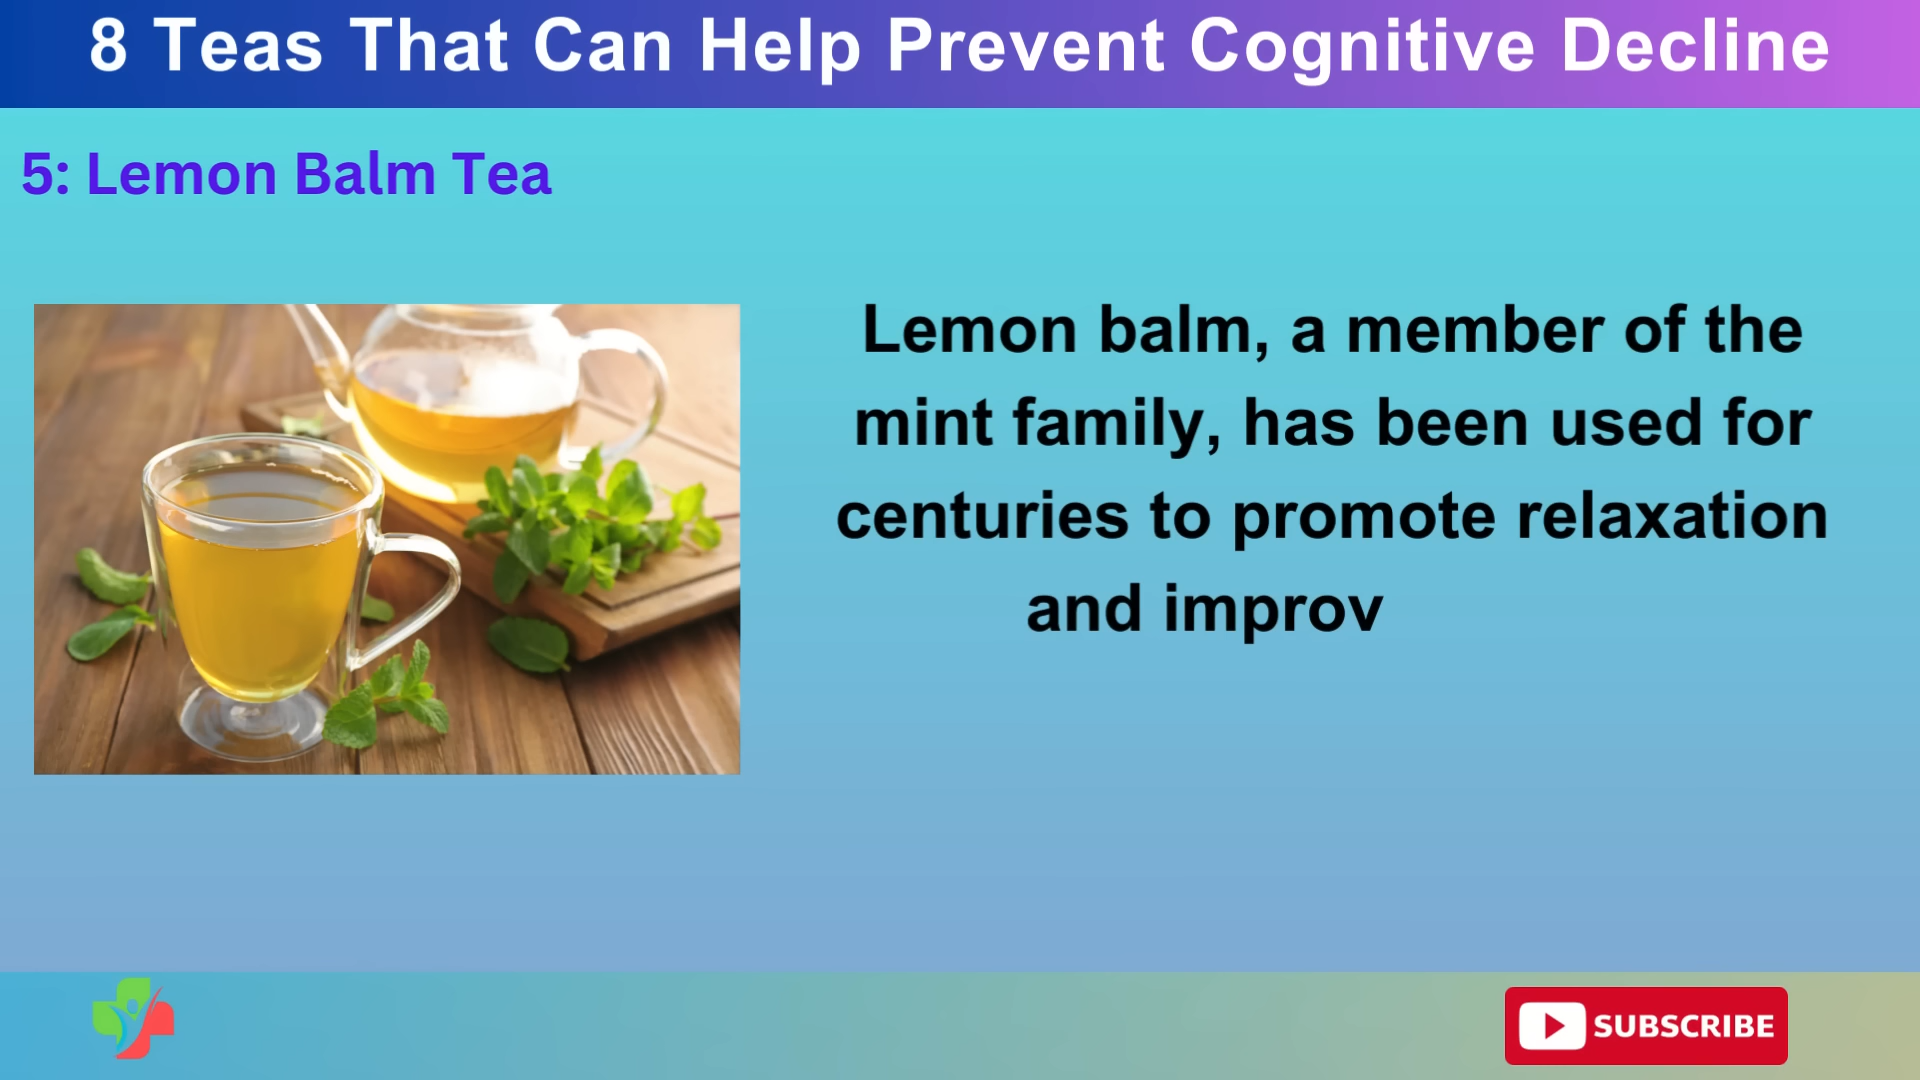 8 Teas That Can Help Prevent Cognitive Decline
5: Lemon Balm Tea
Lemon balm, a member of the
mint family, has been used for
centuries to promote relaxation
and improv
SUBSCRIBE